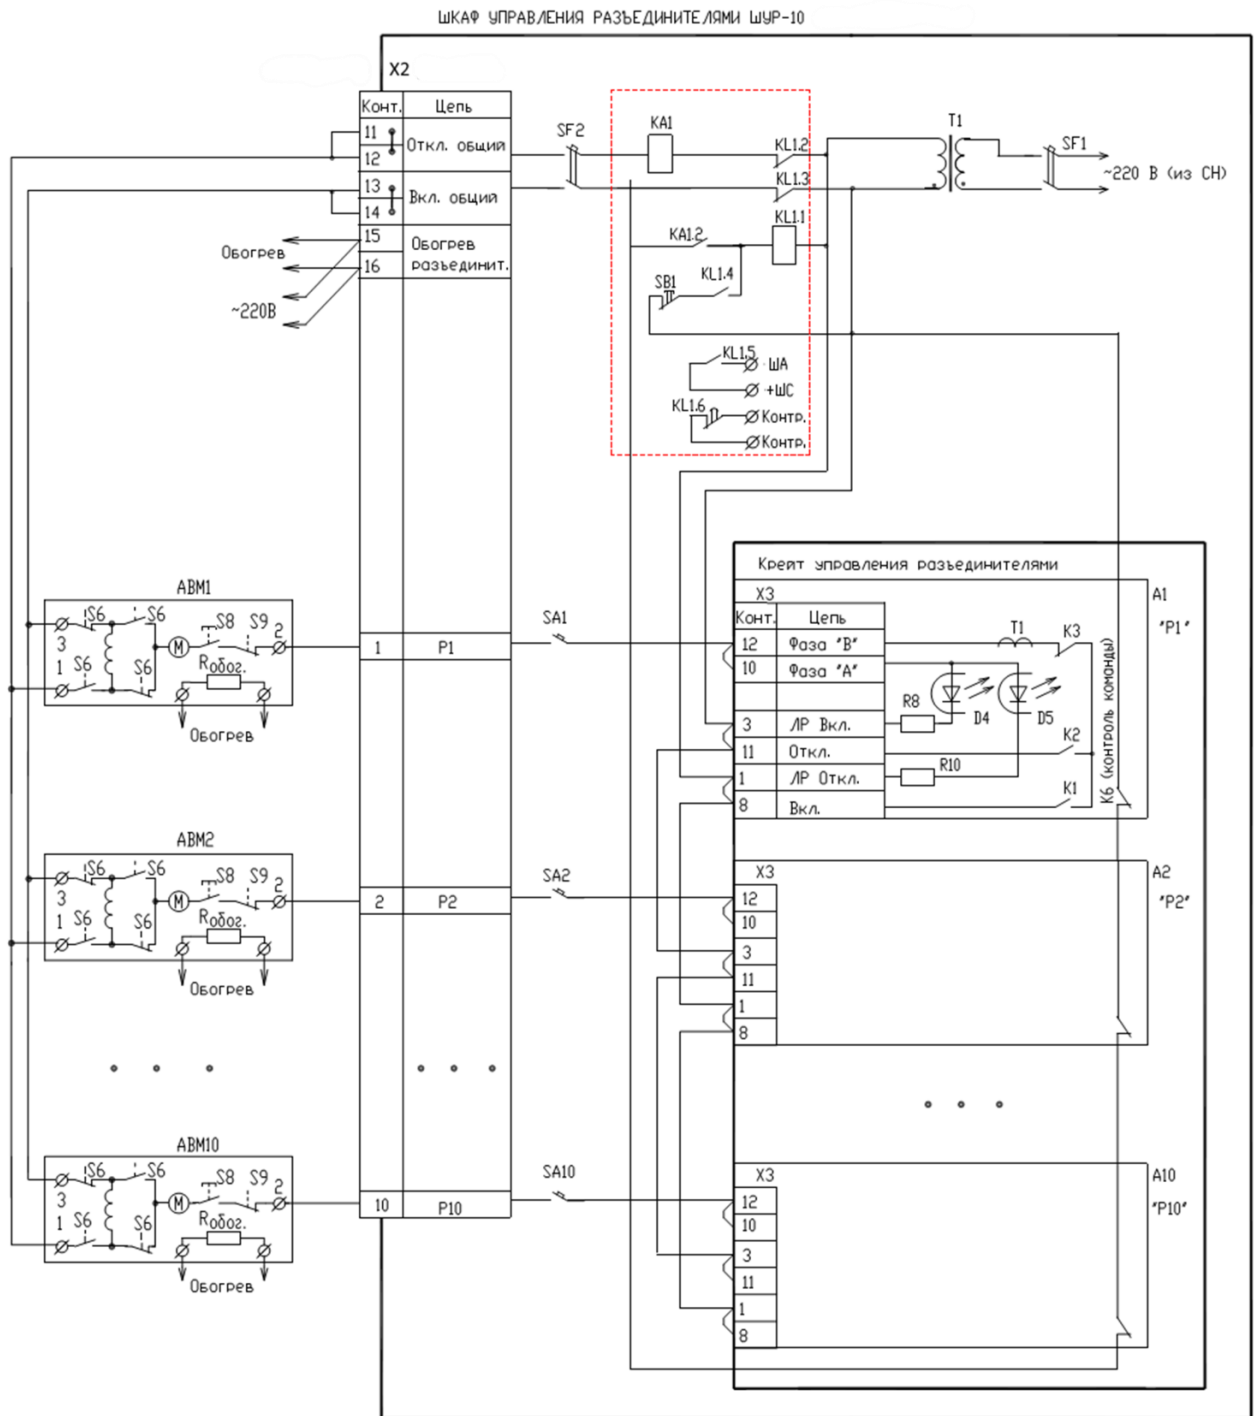 ШКАФ УПРАВЛЕНИЯ РАЗЪЕДИНИТЕЛЯМИ ШУР-10
X2
Конт. Цепь
11
12
Откл. общий
13
14
Вкл. общий
15
16
Обогрев
разъединит.
Обогрев
~220В
SF2
KA1
KL1.2
KL1.3
T1
SF1
~220 В (из СН)
KA1.2
KL1.1
SB1
KL1.4
KL1.5
ША
+ШС
KL1.6
Контр.
Контр.
Крейт управления разъединителями
ABM1
S6 S6 S8 S9 2
3
1 S6 S6 M
Rобог.
Обогрев
1 P1
SA1
X3
A1
"P1"
Конт. Цепь
12 Фаза "B"
10 Фаза "A"
3 ЛР Вкл.
11 Откл.
1 ЛР Откл.
8 Вкл.
T1 K3
R8 D4 D5
K2
R10
K1
K6 (контроль команды)
ABM2
S6 S6 S8 S9 2
3
1 S6 S6 M
Rобог.
Обогрев
2 P2
SA2
X3
A2
"P2"
12
10
3
11
1
8
ABM10
S6 S6 S8 S9 2
3
1 S6 S6 M
Rобог.
Обогрев
10 P10
SA10
X3
A10
"P10"
12
10
3
11
1
8